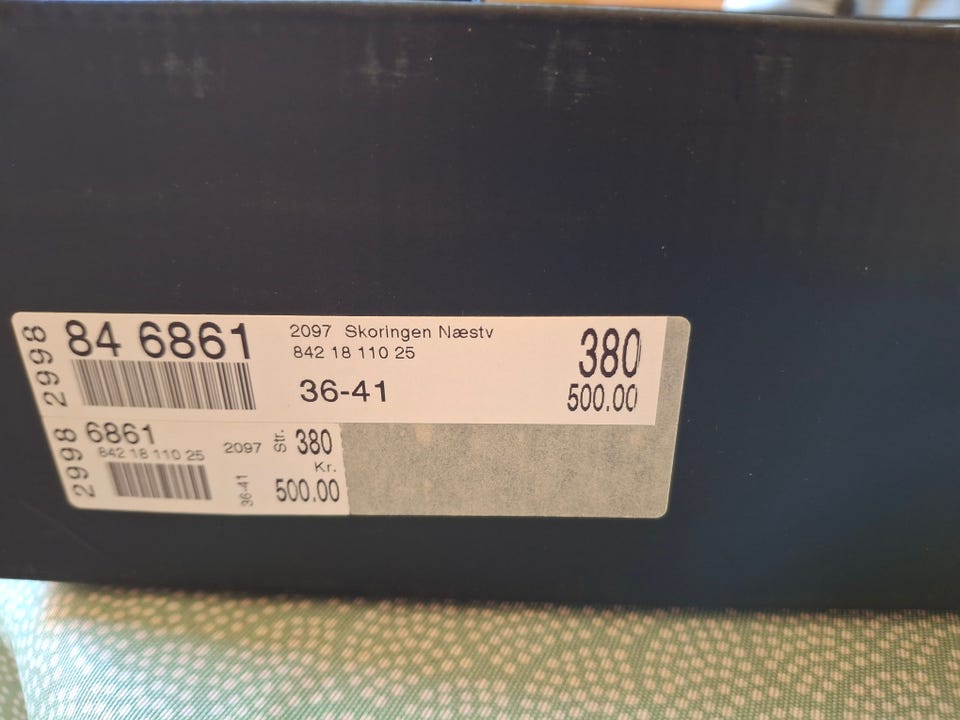 2998
84 6861
2097 Skoringen Næstv
842 18 110 25
36-41
380
500.00
2998
6861
842 18 110 25
2097
36-41
Str. 380
Kr.
500.00